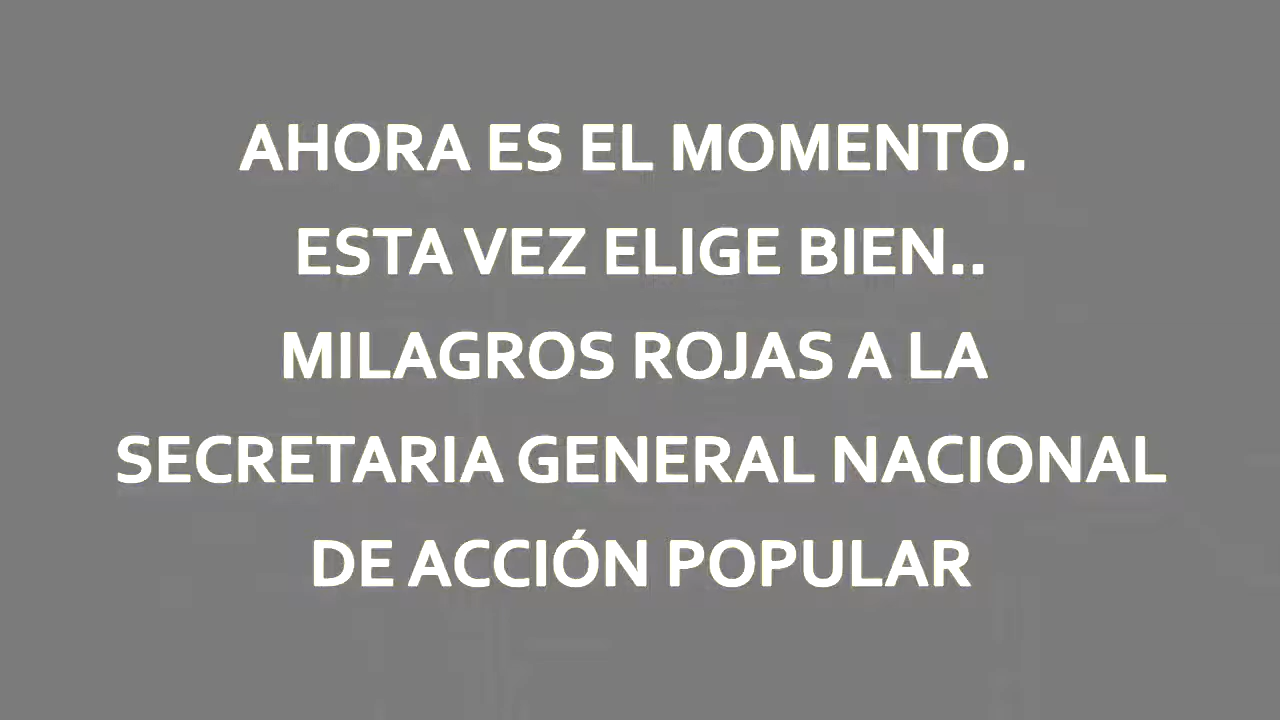 AHORA ES EL MOMENTO.
ESTA VEZ ELIGE BIEN..
MILAGROS ROJAS A LA
SECRETARIA GENERAL NACIONAL
DE ACCIÓN POPULAR